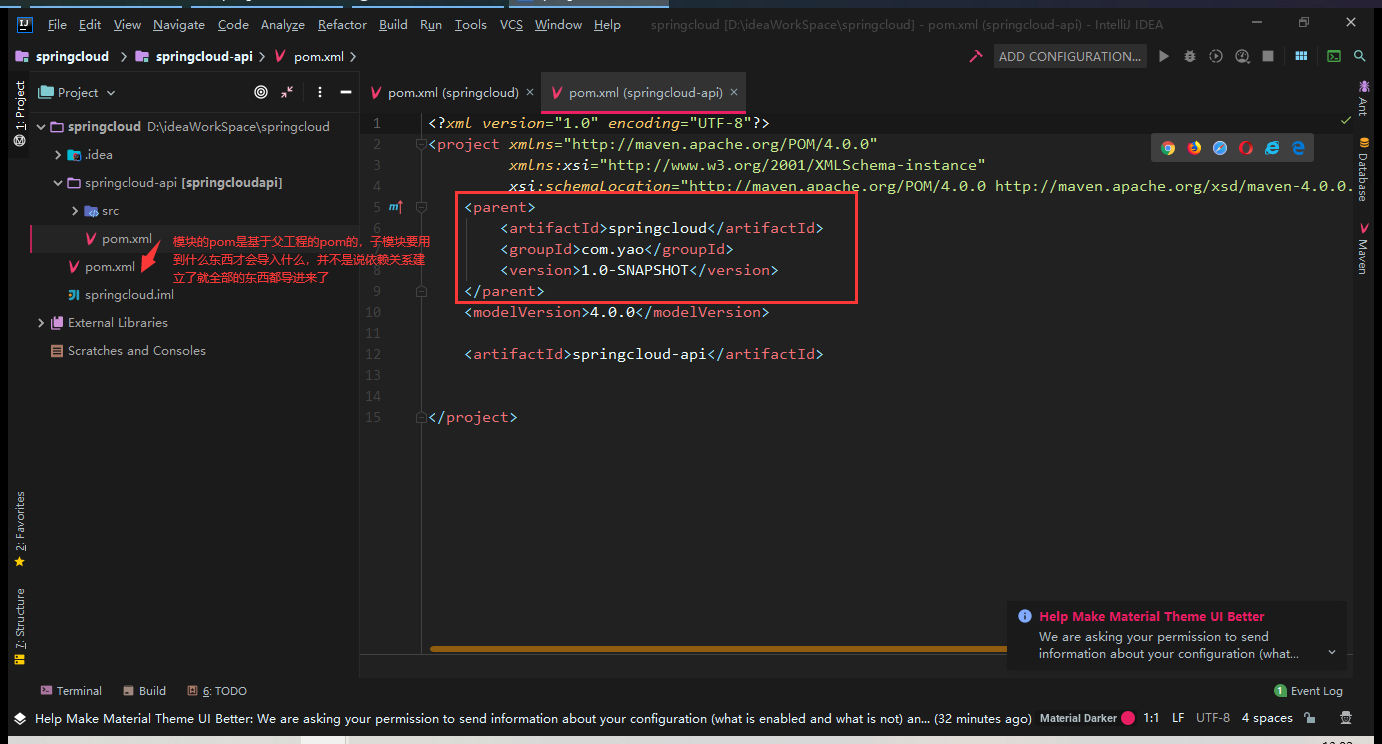 File Edit View Navigate Code Analyze Refactor Build Run Tools VCS Window Help springcloud [D:\ideaWorkSpace\springcloud] - pom.xml (springcloud-api) - IntelliJ IDEA
springcloud springcloud-api pom.xml ADD CONFIGURATION...
Project pom.xml (springcloud) pom.xml (springcloud-api)
1: Project
springcloud D:\ideaWorkSpace\springcloud
.idea
springcloud-api [springcloudapi]
src
pom.xml
pom.xml
springcloud.iml
External Libraries
Scratches and Consoles
模块的pom是基于父工程的pom的，子模块要用
到什么东西才会导入什么，并不是说依赖关系建
立了就全部的东西都导进来了
1 <?xml version="1.0" encoding="UTF-8"?>
2 <project xmlns="http://maven.apache.org/POM/4.0.0"
3 xmlns:xsi="http://www.w3.org/2001/XMLSchema-instance"
4 xsi:schemaLocation="http://maven.apache.org/POM/4.0.0 http://maven.apache.org/xsd/maven-4.0.0.
5 <parent>
6 <artifactId>springcloud</artifactId>
<groupId>com.yao</groupId>
8 <version>1.0-SNAPSHOT</version>
9 </parent>
10 <modelVersion>4.0.0</modelVersion>
11
12 <artifactId>springcloud-api</artifactId>
13
14
15 </project>
Ant
Database
Maven
2: Favorites
7: Structure
Help Make Material Theme UI Better
We are asking your permission to send
information about your configuration (what...
Terminal Build 6: TODO 1 Event Log
Help Make Material Theme UI Better: We are asking your permission to send information about your configuration (what is enabled and what is not) an... (32 minutes ago) Material Darker 1:1 LF UTF-8 4 spaces